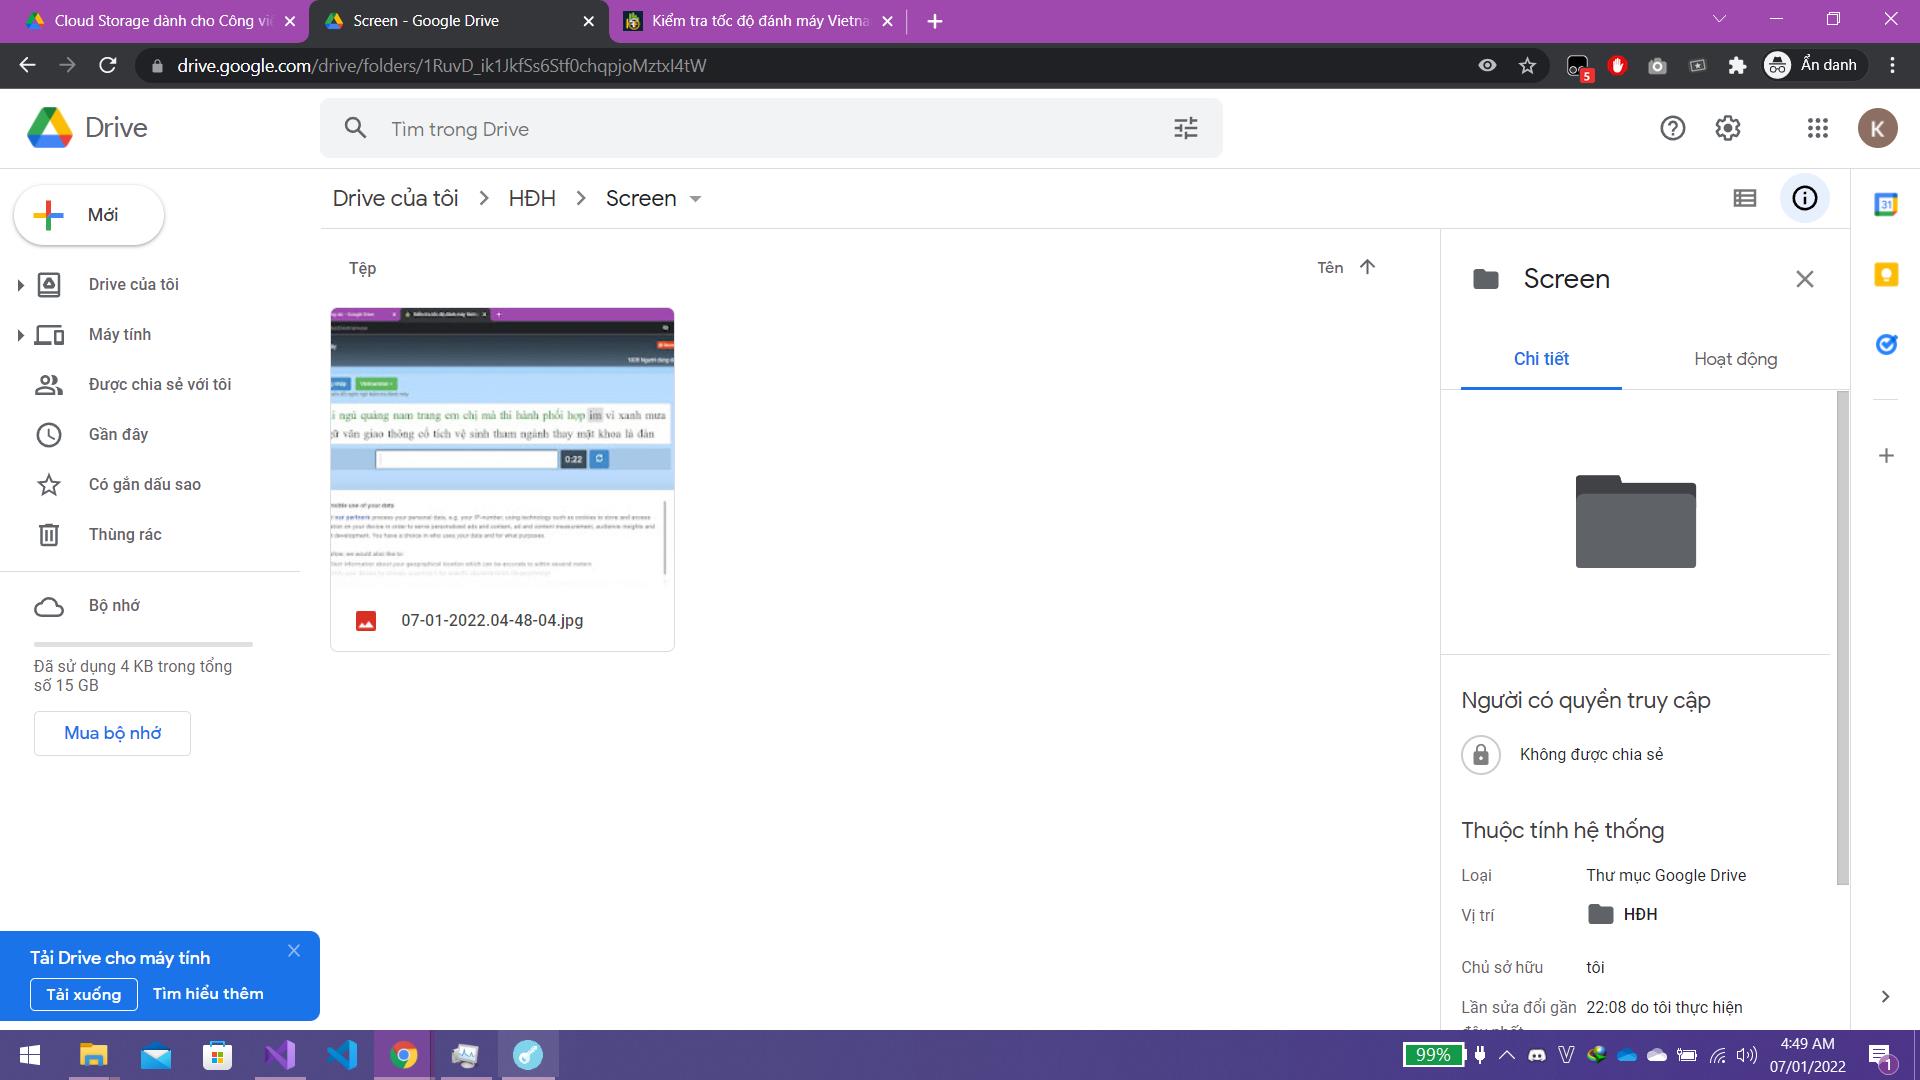 Cloud Storage dành cho Công vi
Screen - Google Drive
Kiểm tra tốc độ đánh máy Vietna
drive.google.com/drive/folders/1RuvD_ik1JkfSs6Stf0chqpjoMztxI4tW
5
Ẩn danh
Drive
Tìm trong Drive
K
Mới
Drive của tôi
Máy tính
Được chia sẻ với tôi
Gần đây
Có gắn dấu sao
Thùng rác
Bộ nhớ
Đã sử dụng 4 KB trong tổng
số 15 GB
Mua bộ nhớ
Tải Drive cho máy tính
Tải xuống
Tìm hiểu thêm
Drive của tôi
HĐH
Screen
Tệp
Tên
i ngủ quảng nam trang em chị mà thi hành phối hợp im vi xanh mưa
văn giao thông cổ tích vệ sinh tham ngành thay mặt khoa là dân
0:22
07-01-2022.04-48-04.jpg
Screen
Chi tiết
Hoạt động
Người có quyền truy cập
Không được chia sẻ
Thuộc tính hệ thống
Loại
Thư mục Google Drive
Vị trí
HĐH
Chủ sở hữu
tôi
Lần sửa đổi gần
22:08 do tôi thực hiện
31
99%
4:49 AM
07/01/2022
1